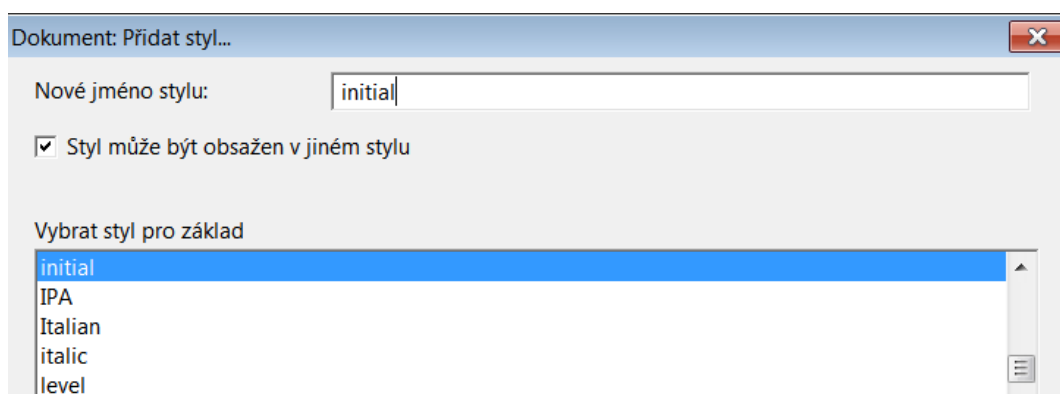 Dokument: Přidat styl...
Nové jméno stylu: initial
Styl může být obsažen v jiném stylu
Vybrat styl pro základ
initial
IPA
Italian
italic
level